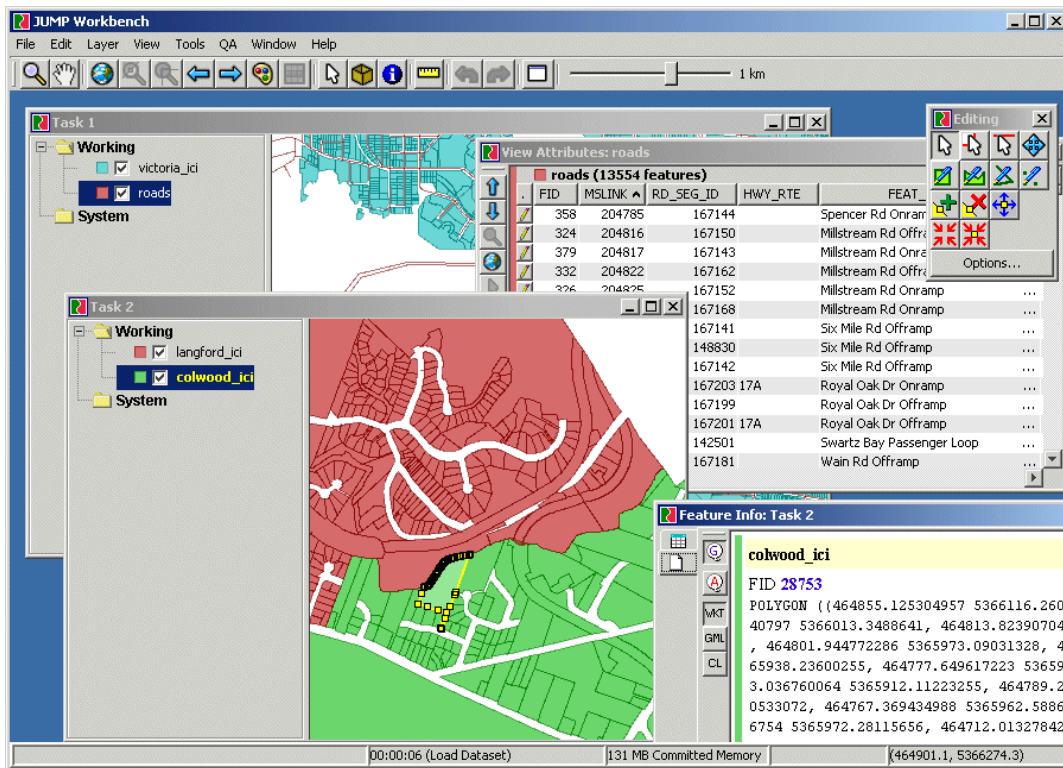 JUMP Workbench
File Edit Layer View Tools QA Window Help
1 km
Task 1
Working
victoria_ici
roads
System
View Attributes: roads
roads (13554 features)
. FID MSLINK RD_SEG_ID HWY_RTE FEAT_
358 204785 167144 Spencer Rd Onram
324 204816 167150 Millstream Rd Offra
379 204817 167143 Millstream Rd Onra
332 204822 167162 Millstream Rd Offra
326 204825 167152 Millstream Rd Onramp ...
167168 Millstream Rd Onramp ...
167141 Six Mile Rd Offramp ...
148830 Six Mile Rd Offramp ...
167142 Six Mile Rd Offramp ...
167203 17A Royal Oak Dr Onramp ...
167199 Royal Oak Dr Offramp ...
167201 17A Royal Oak Dr Offramp ...
142501 Swartz Bay Passenger Loop ...
167181 Wain Rd Offramp ...
Editing
Options...
Task 2
Working
langford_ici
colwood_ici
System
Feature Info: Task 2
G
A
WKT
GML
CL
colwood_ici
FID 28753
POLYGON ((464855.125304957 5366116.260
40797 5366013.3488641, 464813.82390704
, 464801.944772286 5365973.09031328, 4
65938.23600255, 464777.649617223 53659
3.036760064 5365912.11223255, 464789.2
0533072, 464767.369434988 5365962.5886
6754 5365972.28115656, 464712.01327842
00:00:06 (Load Dataset) 131 MB Committed Memory (464901.1, 5366274.3)